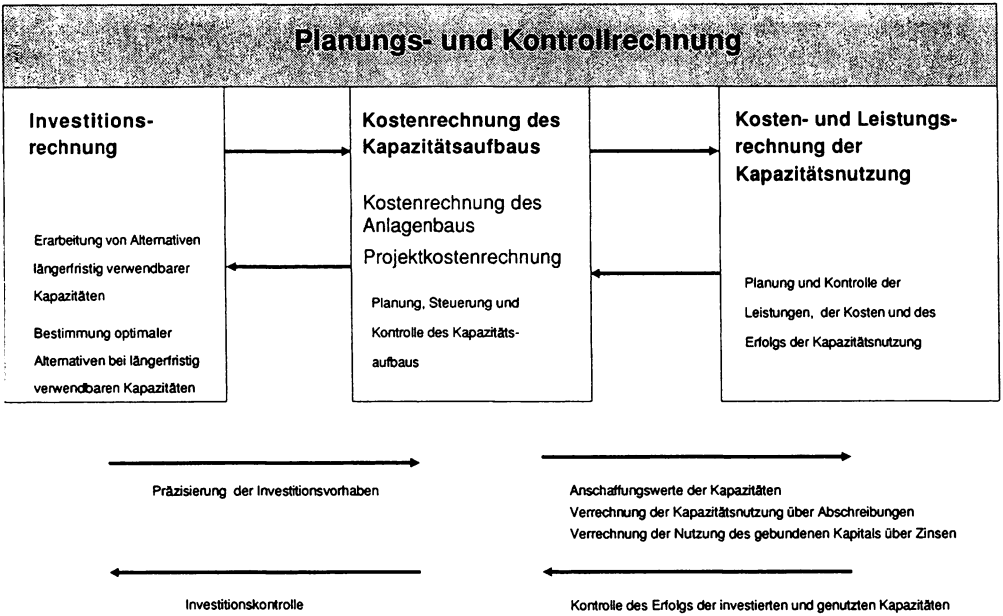 Planungs- und Kontrollrechnung
Investitions-
rechnung
Erarbeitung von Alternativen
längerfristig verwendbarer
Kapazitäten
Bestimmung optimaler
Alternativen bei längerfristig
verwendbaren Kapazitäten
Kostenrechnung des
Kapazitätsaufbaus
Kostenrechnung des
Anlagenbaus
Projektkostenrechnung
Planung, Steuerung und
Kontrolle des Kapazitäts-
aufbaus
Kosten- und Leistungs-
rechnung der
Kapazitätsnutzung
Planung und Kontrolle der
Leistungen, der Kosten und des
Erfolgs der Kapazitätsnutzung
Präzisierung der Investitionsvorhaben
Anschaffungswerte der Kapazitäten
Verrechnung der Kapazitätsnutzung über Abschreibungen
Verrechnung der Nutzung des gebundenen Kapitals über Zinsen
Investitionskontrolle
Kontrolle des Erfolgs der investierten und genutzten Kapazitäten